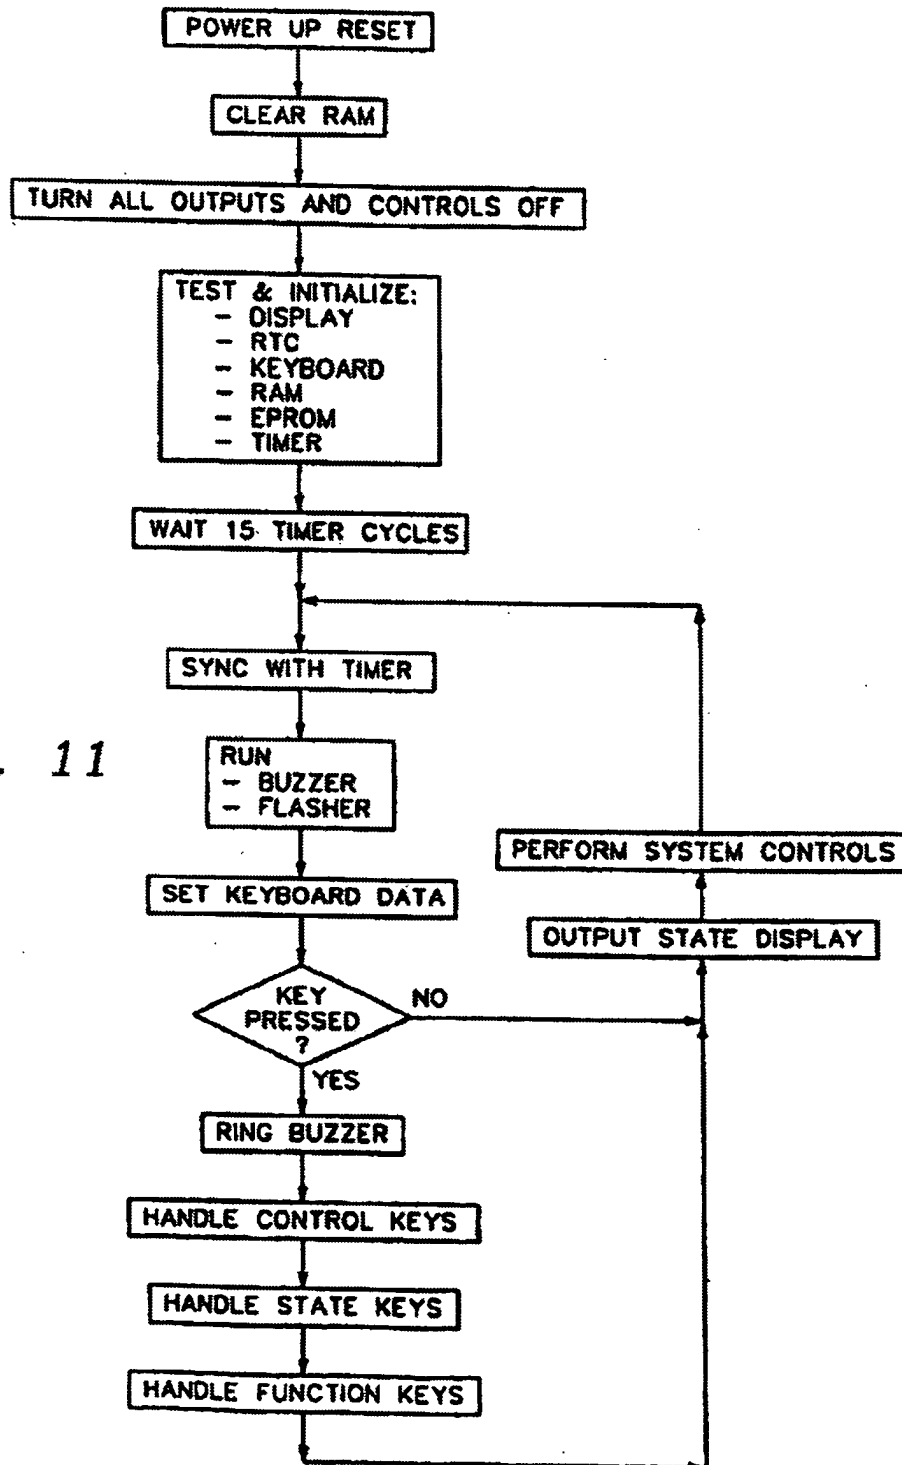 POWER UP RESET
CLEAR RAM
TURN ALL OUTPUTS AND CONTROLS OFF
TEST & INITIALIZE:
- DISPLAY
- RTC
- KEYBOARD
- RAM
- EPROM
- TIMER
WAIT 15 TIMER CYCLES
SYNC WITH TIMER
. 11
RUN
- BUZZER
- FLASHER
SET KEYBOARD DATA
PERFORM SYSTEM CONTROLS
OUTPUT STATE DISPLAY
KEY
PRESSED
?
NO
YES
RING BUZZER
HANDLE CONTROL KEYS
HANDLE STATE KEYS
HANDLE FUNCTION KEYS